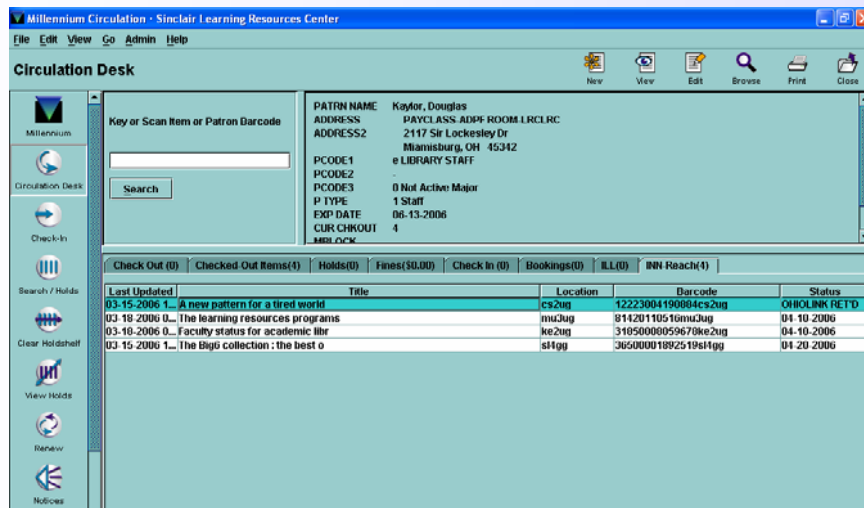 Millennium Circulation · Sinclair Learning Resources Center
File Edit View Go Admin Help
Circulation Desk
New View Edit Browse Print Close
Millennium
Circulation Desk
Check-In
Search / Holds
Clear Holdshelf
View Holds
Renew
Notices
Key or Scan Item or Patron Barcode
Search
PATRN NAME Kaylor, Douglas
ADDRESS PAYCLASS-ADPF ROOM-LRCLRC
ADDRESS2 2117 Sir Lockesley Dr
Miamisburg, OH 45342
PCODE1 e LIBRARY STAFF
PCODE2 -
PCODE3 0 Not Active Major
P TYPE 1 Staff
EXP DATE 06-13-2006
CUR CHKOUT 4
MBLOCK
Check Out (0) Checked-Out Items(4) Holds(0) Fines($0.00) Check In (0) Bookings(0) ILL(0) INN-Reach(4)
Last Updated Title Location Barcode Status
03-15-2006 1... A new pattern for a tired world cs2ug 12223004190804cs2ug OHIOLINK RET'D
03-18-2006 0... The learning resources programs mu3ug 81420110516mu3ug 04-10-2006
03-18-2006 0... Faculty status for academic libr ke2ug 31050008059670ke2ug 04-10-2006
03-15-2006 1... The Big6 collection : the best o sl4gg 36500001892519sl4gg 04-20-2006